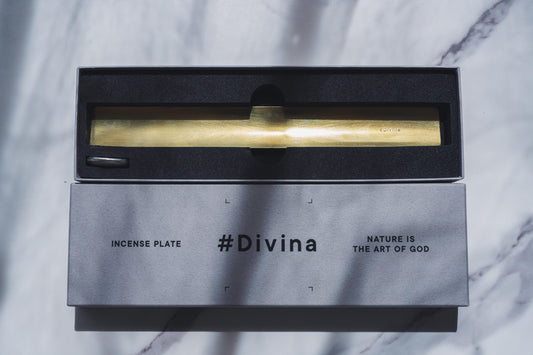 INCENSE PLATE
#Divina
NATURE IS
THE ART OF GOD